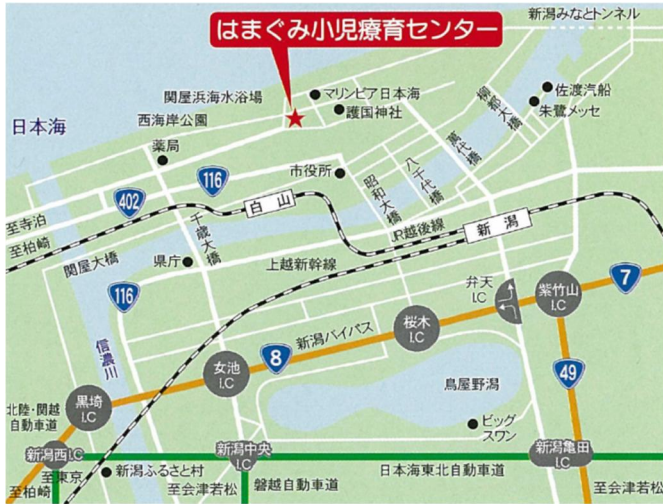 はまぐみ小児療育センター
新潟みなとトンネル
関屋浜海水浴場
マリンピア日本海
護国神社
佐渡汽船
朱鷺メッセ
日本海
西海岸公園
薬局
市役所
柳都大橋
萬代橋
八千代橋
昭和大橋
116
402
白山
千歳大橋
JR越後線
新潟
至寺泊
至柏崎
関屋大橋
県庁
上越新幹線
弁天
I.C
紫竹山
I.C
7
116
信濃川
新潟バイパス
桜木
I.C
8
女池
I.C
49
鳥屋野潟
黒埼
I.C
北陸・関越
自動車道
ビッグ
スワン
新潟西I.C
新潟中央
I.C
新潟亀田
I.C
至東京
至柏崎
新潟ふるさと村
至会津若松
磐越自動車道
日本海東北自動車道
至会津若松